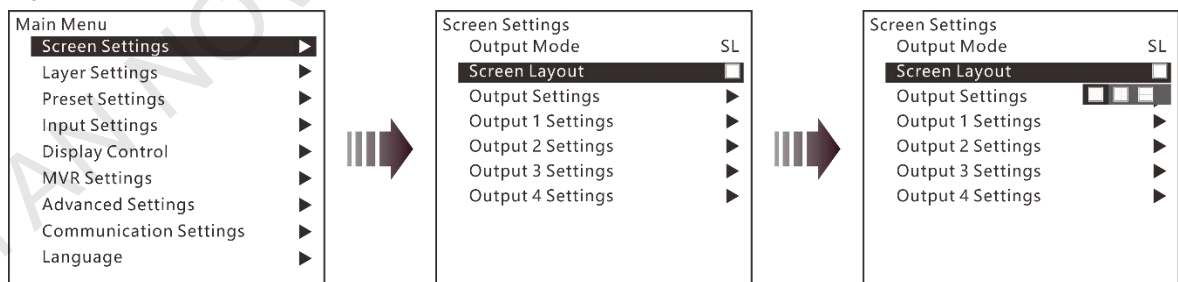 Main Menu
Screen Settings
Layer Settings
Preset Settings
Input Settings
Display Control
MVR Settings
Advanced Settings
Communication Settings
Language
Screen Settings
Output Mode SL
Screen Layout
Output Settings
Output 1 Settings
Output 2 Settings
Output 3 Settings
Output 4 Settings
Screen Settings
Output Mode SL
Screen Layout
Output Settings
Output 1 Settings
Output 2 Settings
Output 3 Settings
Output 4 Settings